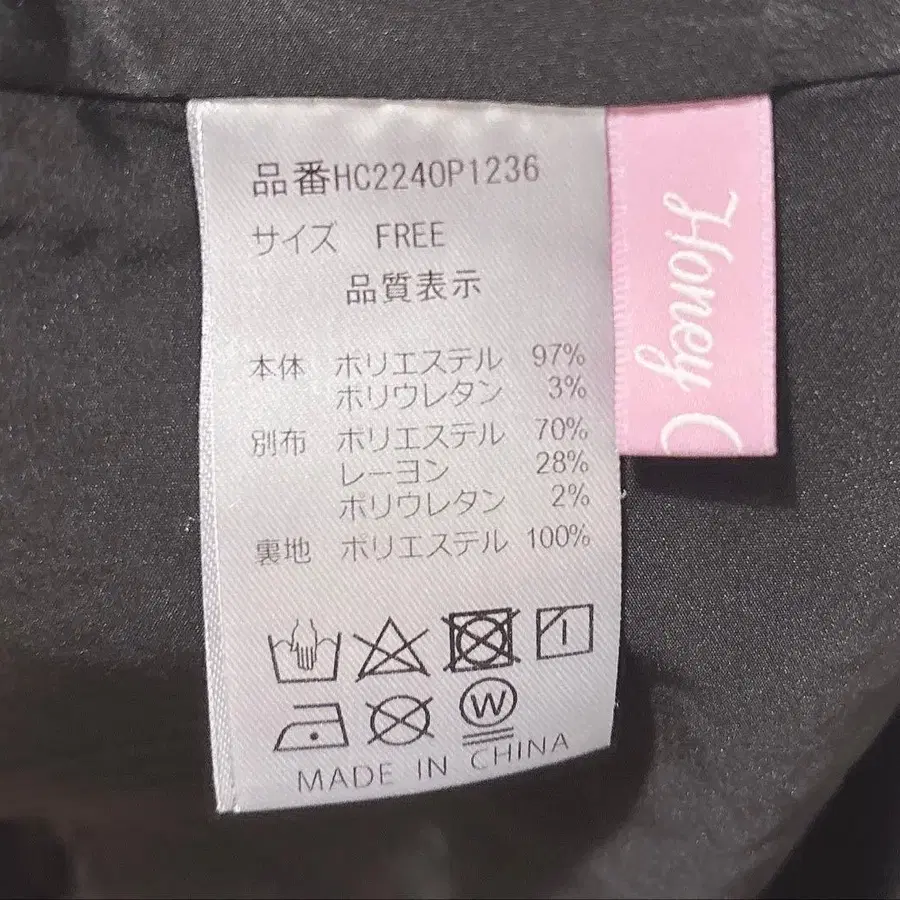 品番HC2240P1236
サイズ FREE
品質表示
本体 ポリエステル 97%
ポリウレタン 3%
別布 ポリエステル 70%
レーヨン 28%
ポリウレタン 2%
裏地 ポリエステル 100%
W
MADE IN CHINA
Honey